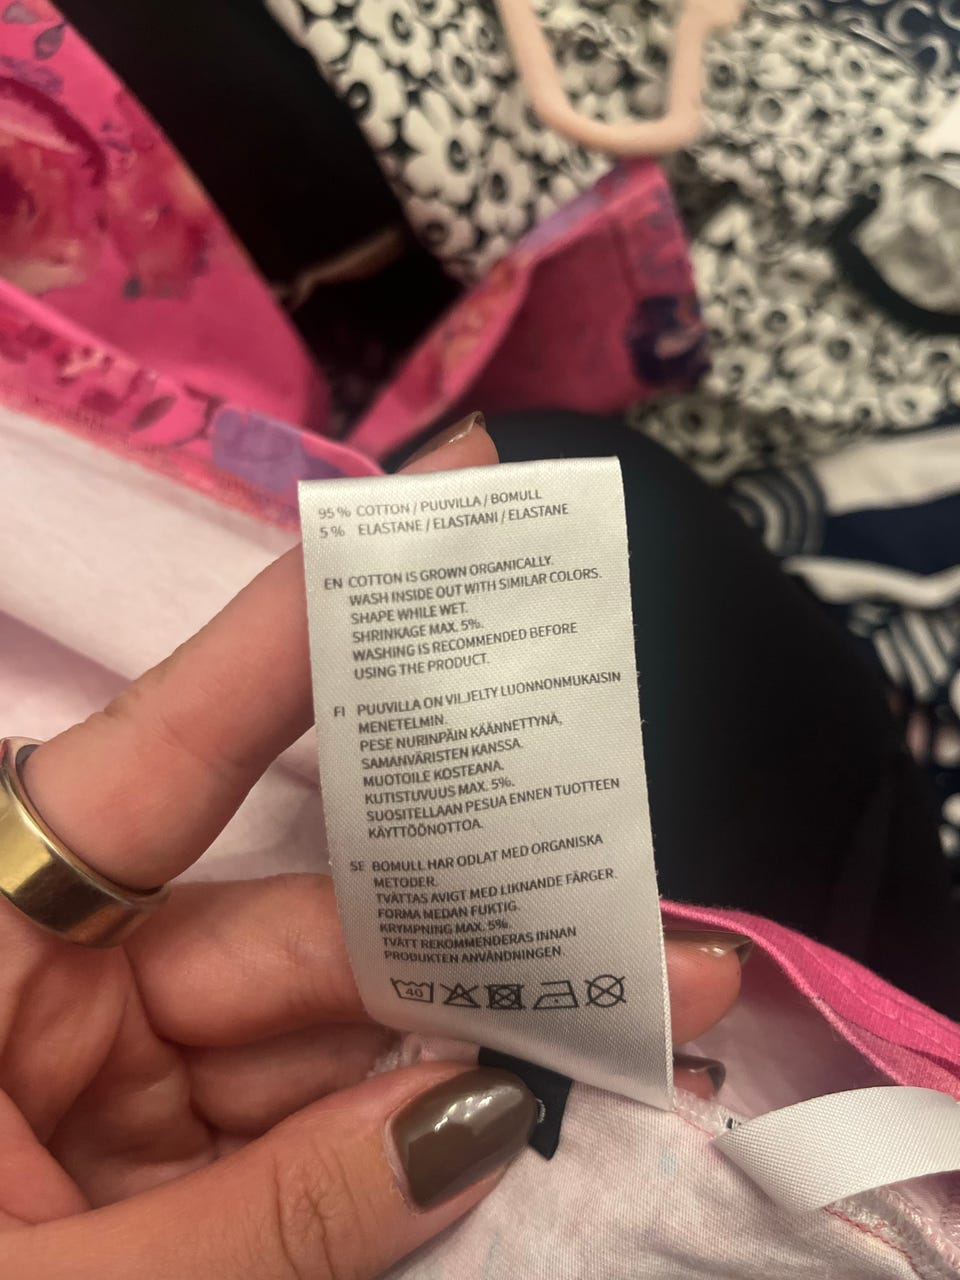 95 % COTTON / PUUVILLA / BOMULL
5 % ELASTANE / ELASTAANI / ELASTANE
EN COTTON IS GROWN ORGANICALLY.
WASH INSIDE OUT WITH SIMILAR COLORS.
SHAPE WHILE WET.
SHRINKAGE MAX. 5%.
WASHING IS RECOMMENDED BEFORE
USING THE PRODUCT.
FI PUUVILLA ON VILJELTY LUONNONMUKAISIN
MENETELMIN.
PESE NURINPÄIN KÄÄNNETTYNÄ,
SAMANVÄRISTEN KANSSA.
MUOTOILE KOSTEANA.
KUTISTUVUUS MAX. 5%.
SUOSITELLAAN PESUA ENNEN TUOTTEEN
KÄYTTÖÖNOTTOA.
SE BOMULL HAR ODLAT MED ORGANISKA
METODER.
TVÄTTAS AVIGT MED LIKNANDE FÄRGER.
FORMA MEDAN FUKTIG.
KRYMPNING MAX. 5%.
TVÄTT REKOMMENDERAS INNAN
PRODUKTEN ANVÄNDNINGEN.
40